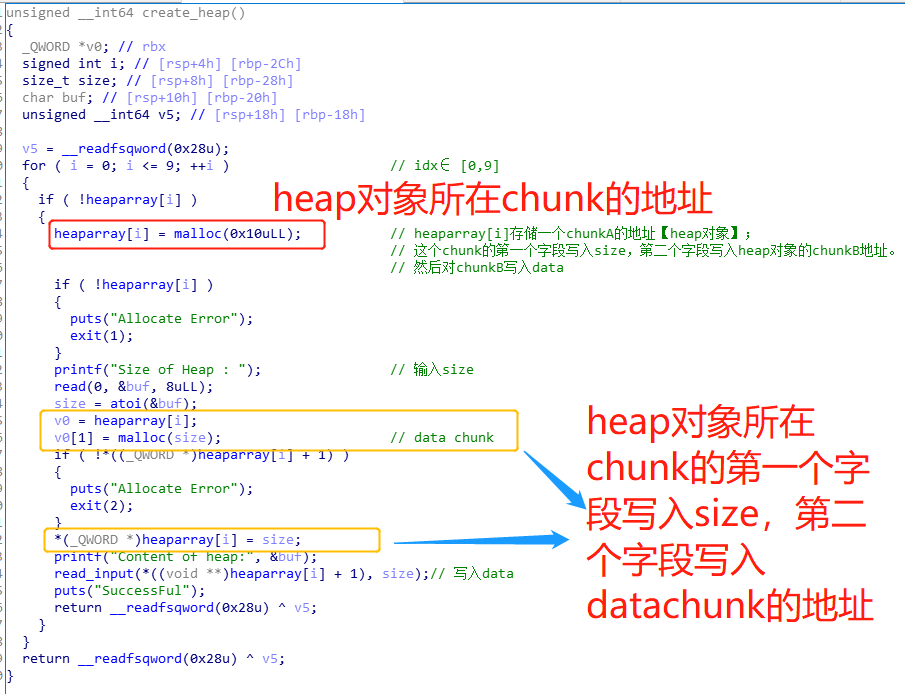 unsigned __int64 create_heap()
{
_QWORD *v0; // rbx
signed int i; // [rsp+4h] [rbp-2Ch]
size_t size; // [rsp+8h] [rbp-28h]
char buf; // [rsp+10h] [rbp-20h]
unsigned __int64 v5; // [rsp+18h] [rbp-18h]
v5 = __readfsqword(0x28u);
for ( i = 0; i <= 9; ++i ) // idx∈ [0,9]
{
if ( !heaparray[i] )
heap对象所在chunk的地址
{
heaparray[i] = malloc(0x10uLL); // heaparray[i]存储一个chunkA的地址【heap对象】;
// 这个chunk的第一个字段写入size，第二个字段写入heap对象的chunkB地址。
// 然后对chunkB写入data
if ( !heaparray[i] )
{
puts("Allocate Error");
exit(1);
}
printf("Size of Heap : "); // 输入size
read(0, &buf, 8uLL);
size = atoi(&buf);
v0 = heaparray[i];
v0[1] = malloc(size); // data chunk
if ( !*((_QWORD *)heaparray[i] + 1) )
{
puts("Allocate Error");
exit(2);
}
*(_QWORD *)heaparray[i] = size;
printf("Content of heap:", &buf);
read_input(*((void **)heaparray[i] + 1), size);// 写入data
puts("SuccessFul");
return __readfsqword(0x28u) ^ v5;
}
}
return __readfsqword(0x28u) ^ v5;
}
heap对象所在
chunk的第一个字
段写入size，第二
个字段写入
datachunk的地址